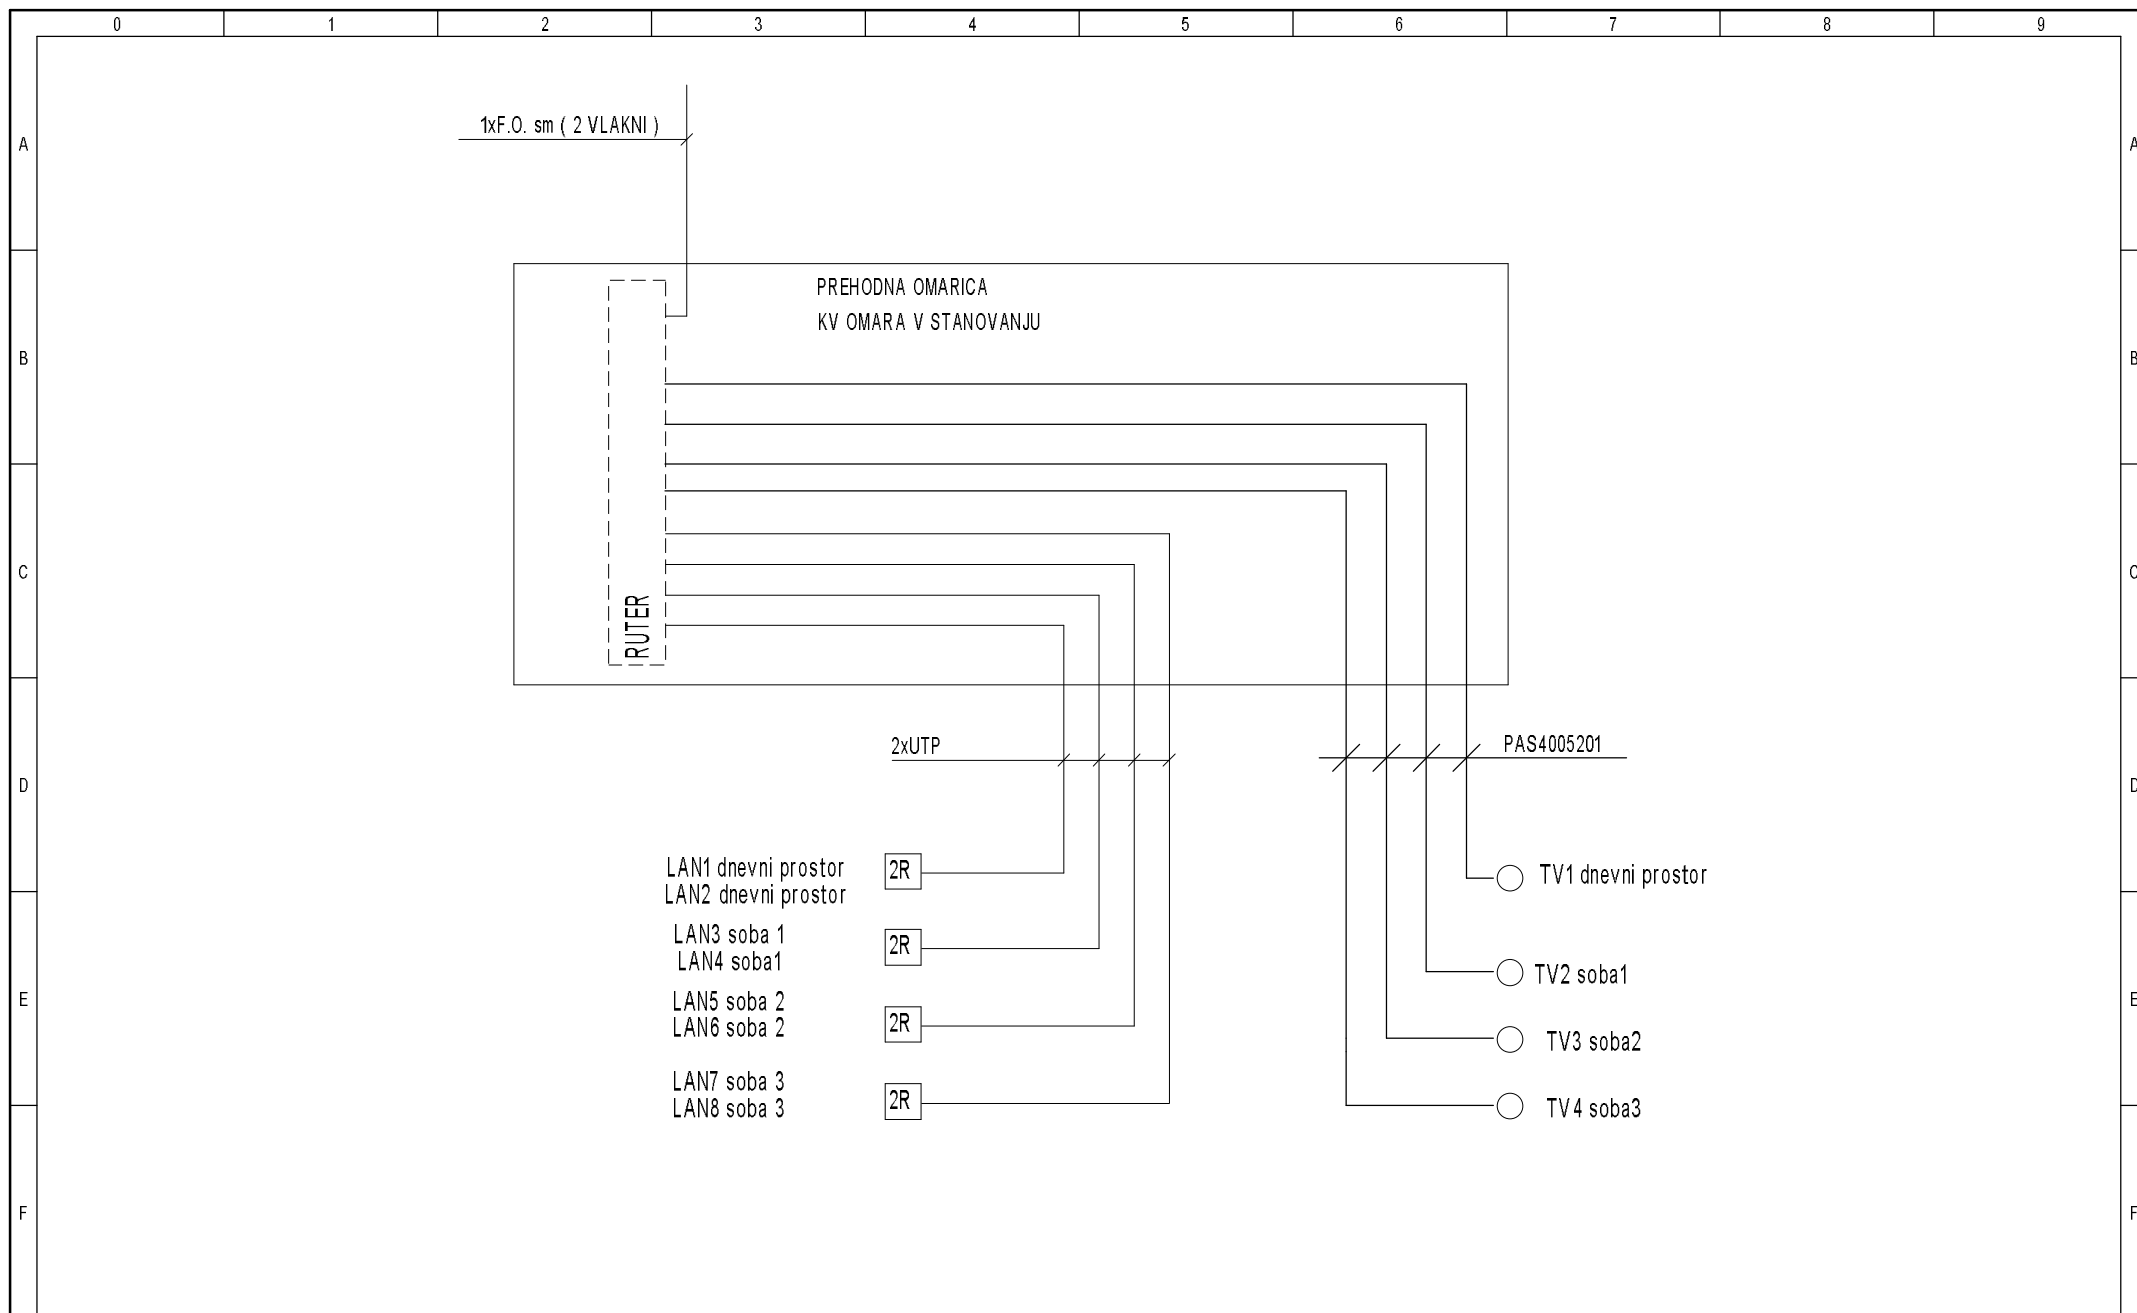 0 1 2 3 4 5 6 7 8 9
1xF.O. sm ( 2 VLAKNI )
A A
PREHODNA OMARICA
KV OMARA V STANOVANJU
B B
C C
RUTER
2xUTP
PAS4005201
D D
LAN1 dnevni prostor
2R
TV1 dnevni prostor
LAN2 dnevni prostor
LAN3 soba 1
2R
LAN4 soba1
TV2 soba1
E E
LAN5 soba 2
2R
LAN6 soba 2
TV3 soba2
LAN7 soba 3
2R
LAN8 soba 3
TV4 soba3
F F